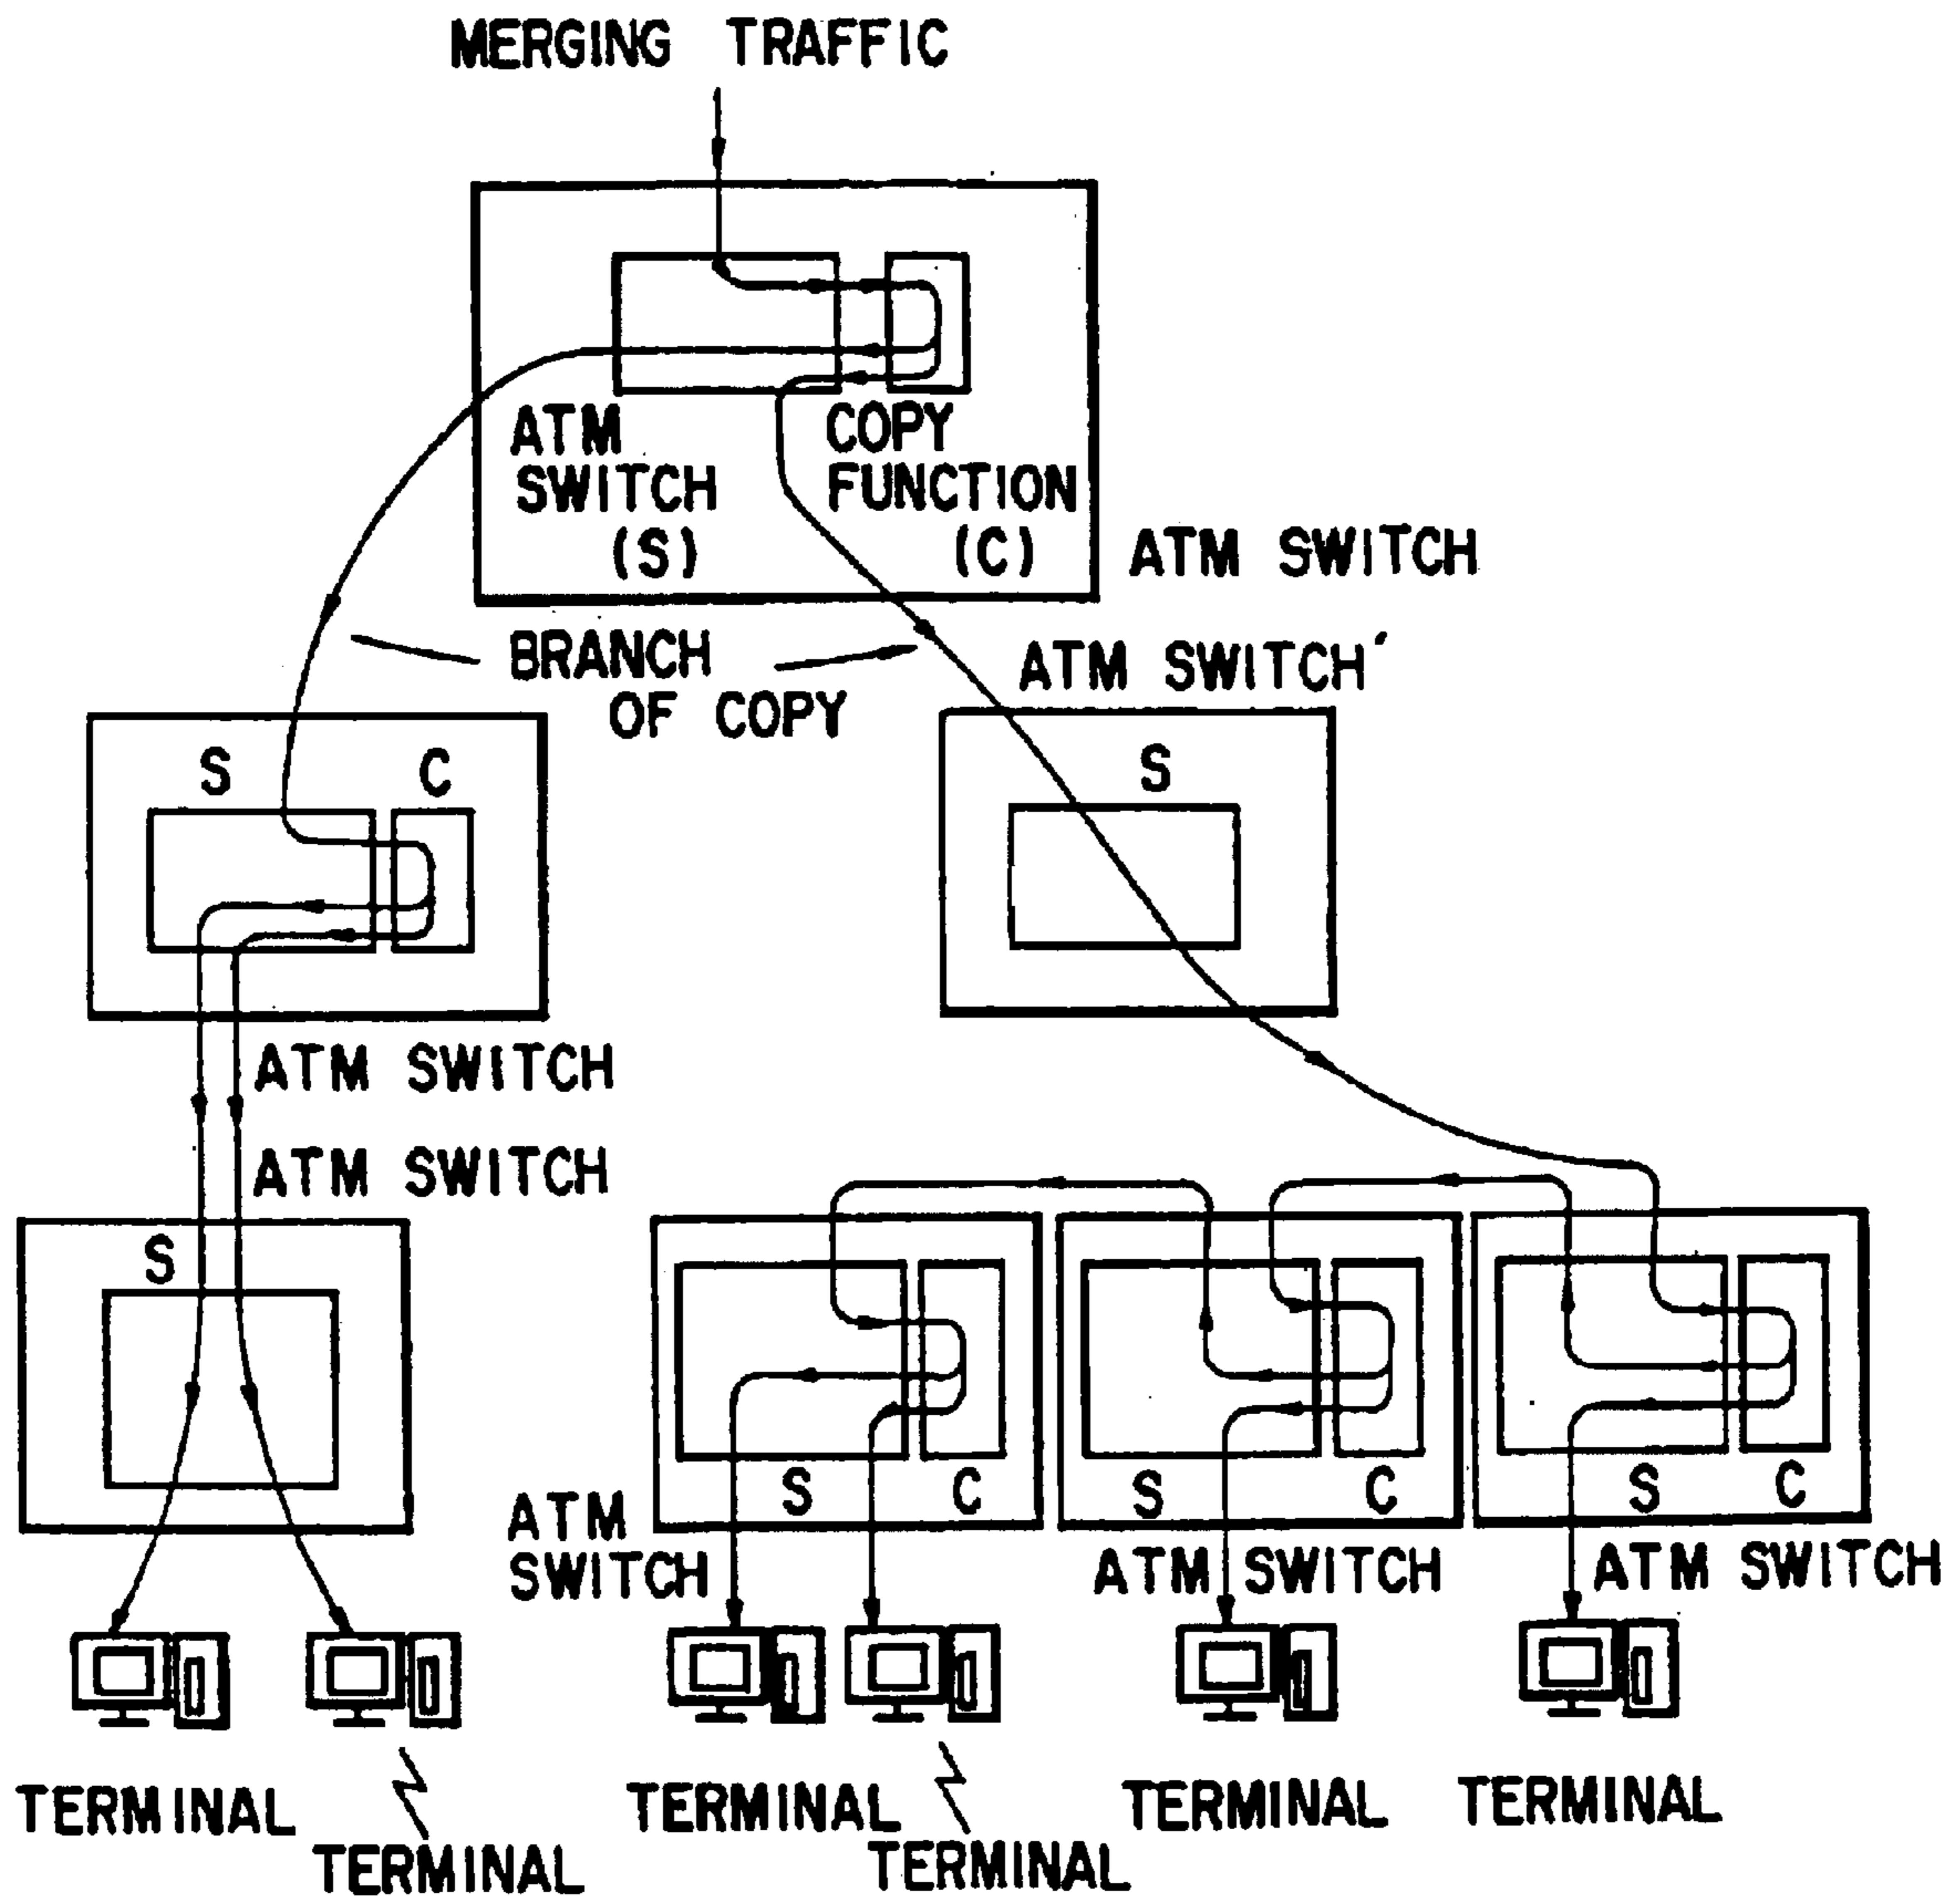 MERGING TRAFFIC
ATM
SWITCH
(S)
COPY
FUNCTION
(C)
ATM SWITCH
BRANCH
OF COPY
ATM SWITCH
S
C
S
ATM SWITCH
ATM SWITCH
S
S
C
S
C
S
C
ATM
SWITCH
ATM SWITCH
ATM SWITCH
TERMINAL
TERMINAL
TERMINAL
TERMINAL
TERMINAL
TERMINAL